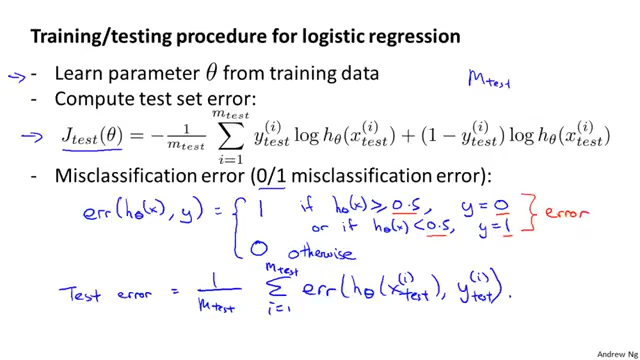 Training/testing procedure for logistic regression
- Learn parameter θ from training data
m_test
- Compute test set error:
J_test(θ) = -1/m_test ∑_{i=1}^{m_test} y_test^(i) log h_θ(x_test^(i)) + (1 - y_test^(i)) log h_θ(x_test^(i))
- Misclassification error (0/1 misclassification error):
err(h_θ(x), y) = { 1 if h_θ(x) ≥ 0.5, y = 0
or if h_θ(x) < 0.5, y = 1 } error
0 otherwise
Test error = 1/m_test ∑_{i=1}^{m_test} err(h_θ(x_test^(i)), y_test^(i)).
Andrew Ng